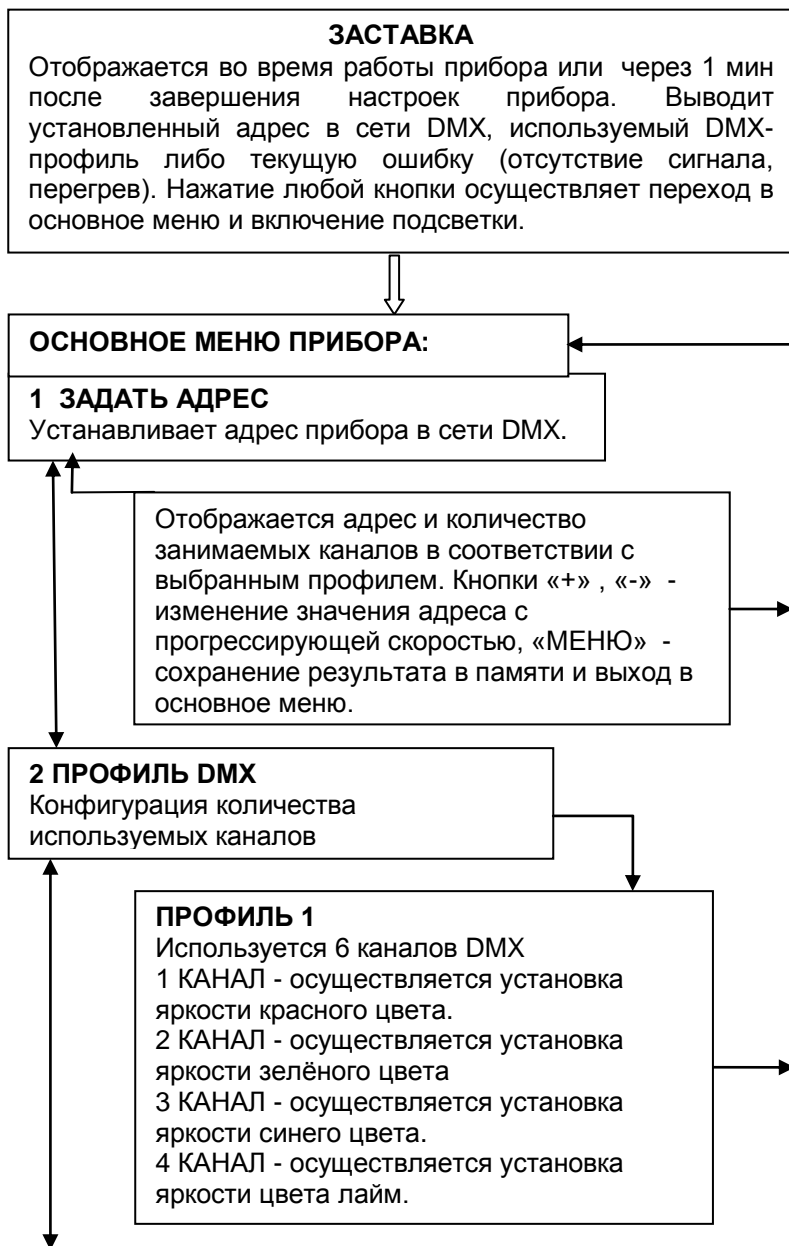 ЗАСТАВКА
Отображается во время работы прибора или через 1 мин
после завершения настроек прибора. Выводит
установленный адрес в сети DMX, используемый DMX-
профиль либо текущую ошибку (отсутствие сигнала,
перегрев). Нажатие любой кнопки осуществляет переход в
основное меню и включение подсветки.
ОСНОВНОЕ МЕНЮ ПРИБОРА:
1 ЗАДАТЬ АДРЕС
Устанавливает адрес прибора в сети DMX.
Отображается адрес и количество
занимаемых каналов в соответствии с
выбранным профилем. Кнопки «+» , «-» -
изменение значения адреса с
прогрессирующей скоростью, «МЕНЮ» -
сохранение результата в памяти и выход в
основное меню.
2 ПРОФИЛЬ DMX
Конфигурация количества
используемых каналов
ПРОФИЛЬ 1
Используется 6 каналов DMX
1 КАНАЛ - осуществляется установка
яркости красного цвета.
2 КАНАЛ - осуществляется установка
яркости зелёного цвета
3 КАНАЛ - осуществляется установка
яркости синего цвета.
4 КАНАЛ - осуществляется установка
яркости цвета лайм.